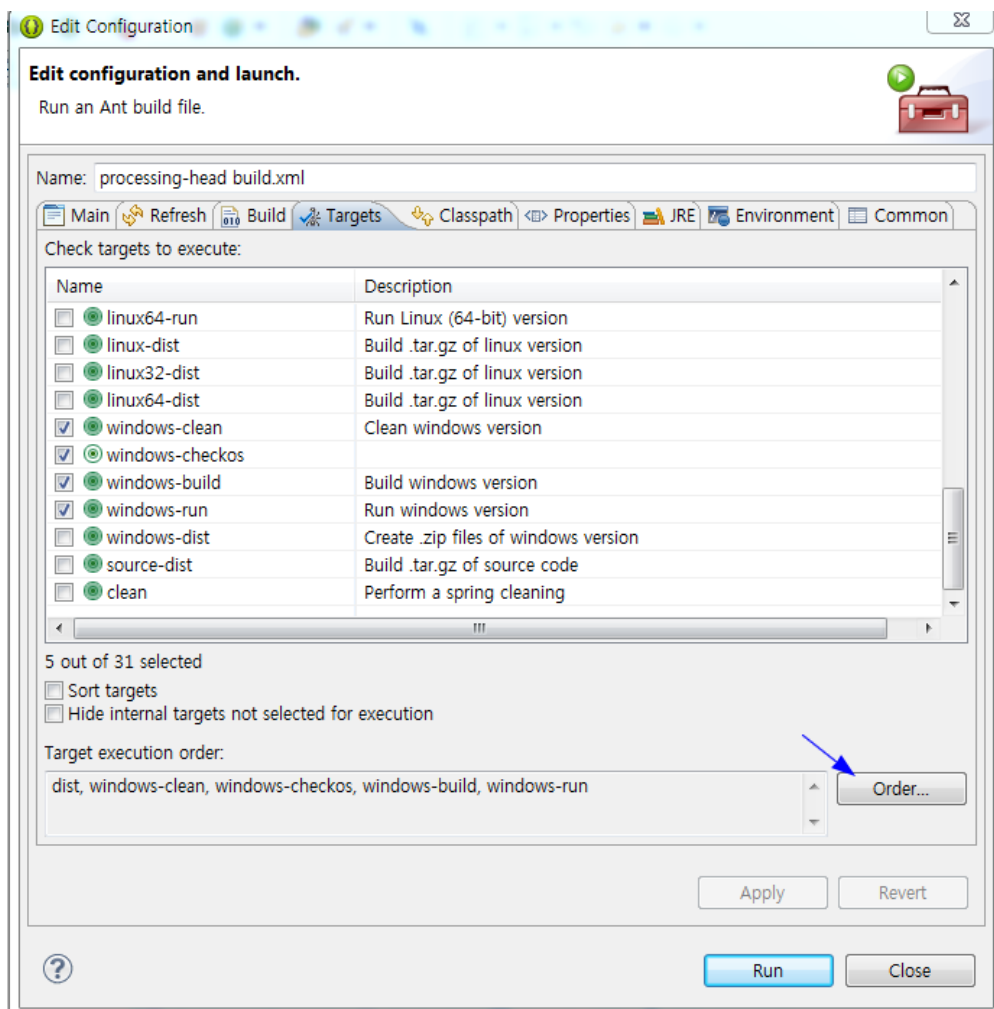 Edit Configuration
Edit configuration and launch.
Run an Ant build file.
Name: processing-head build.xml
Main Refresh Build Targets Classpath Properties JRE Environment Common
Check targets to execute:
Name Description
linux64-run Run Linux (64-bit) version
linux-dist Build .tar.gz of linux version
linux32-dist Build .tar.gz of linux version
linux64-dist Build .tar.gz of linux version
windows-clean Clean windows version
windows-checkos
windows-build Build windows version
windows-run Run windows version
windows-dist Create .zip files of windows version
source-dist Build .tar.gz of source code
clean Perform a spring cleaning
5 out of 31 selected
Sort targets
Hide internal targets not selected for execution
Target execution order:
dist, windows-clean, windows-checkos, windows-build, windows-run
Order...
Apply Revert
Run Close